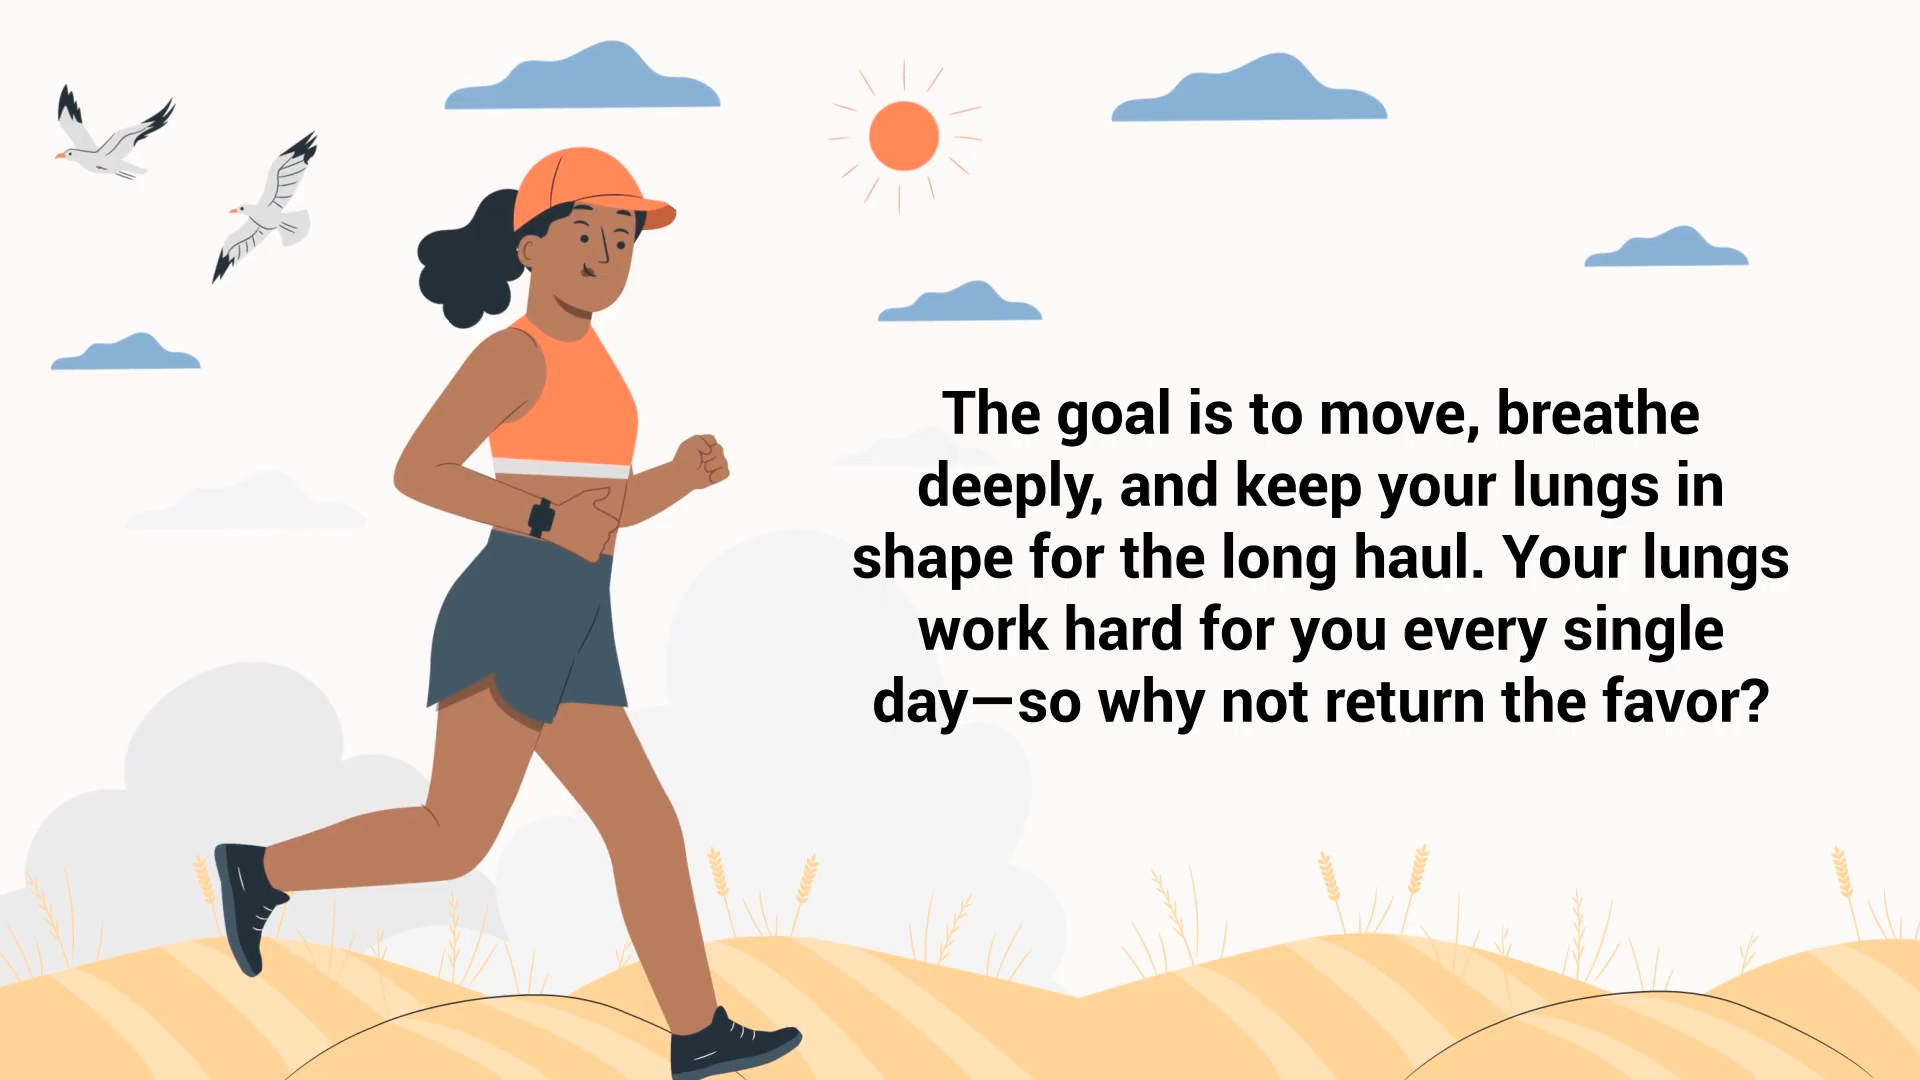 The goal is to move, breathe
deeply, and keep your lungs in
shape for the long haul. Your lungs
work hard for you every single
day—so why not return the favor?